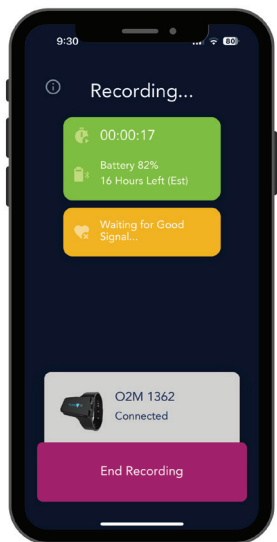 9:30
80
Recording...
00:00:17
Battery 82%
16 Hours Left (Est)
Waiting for Good
Signal...
O2M 1362
Connected
End Recording